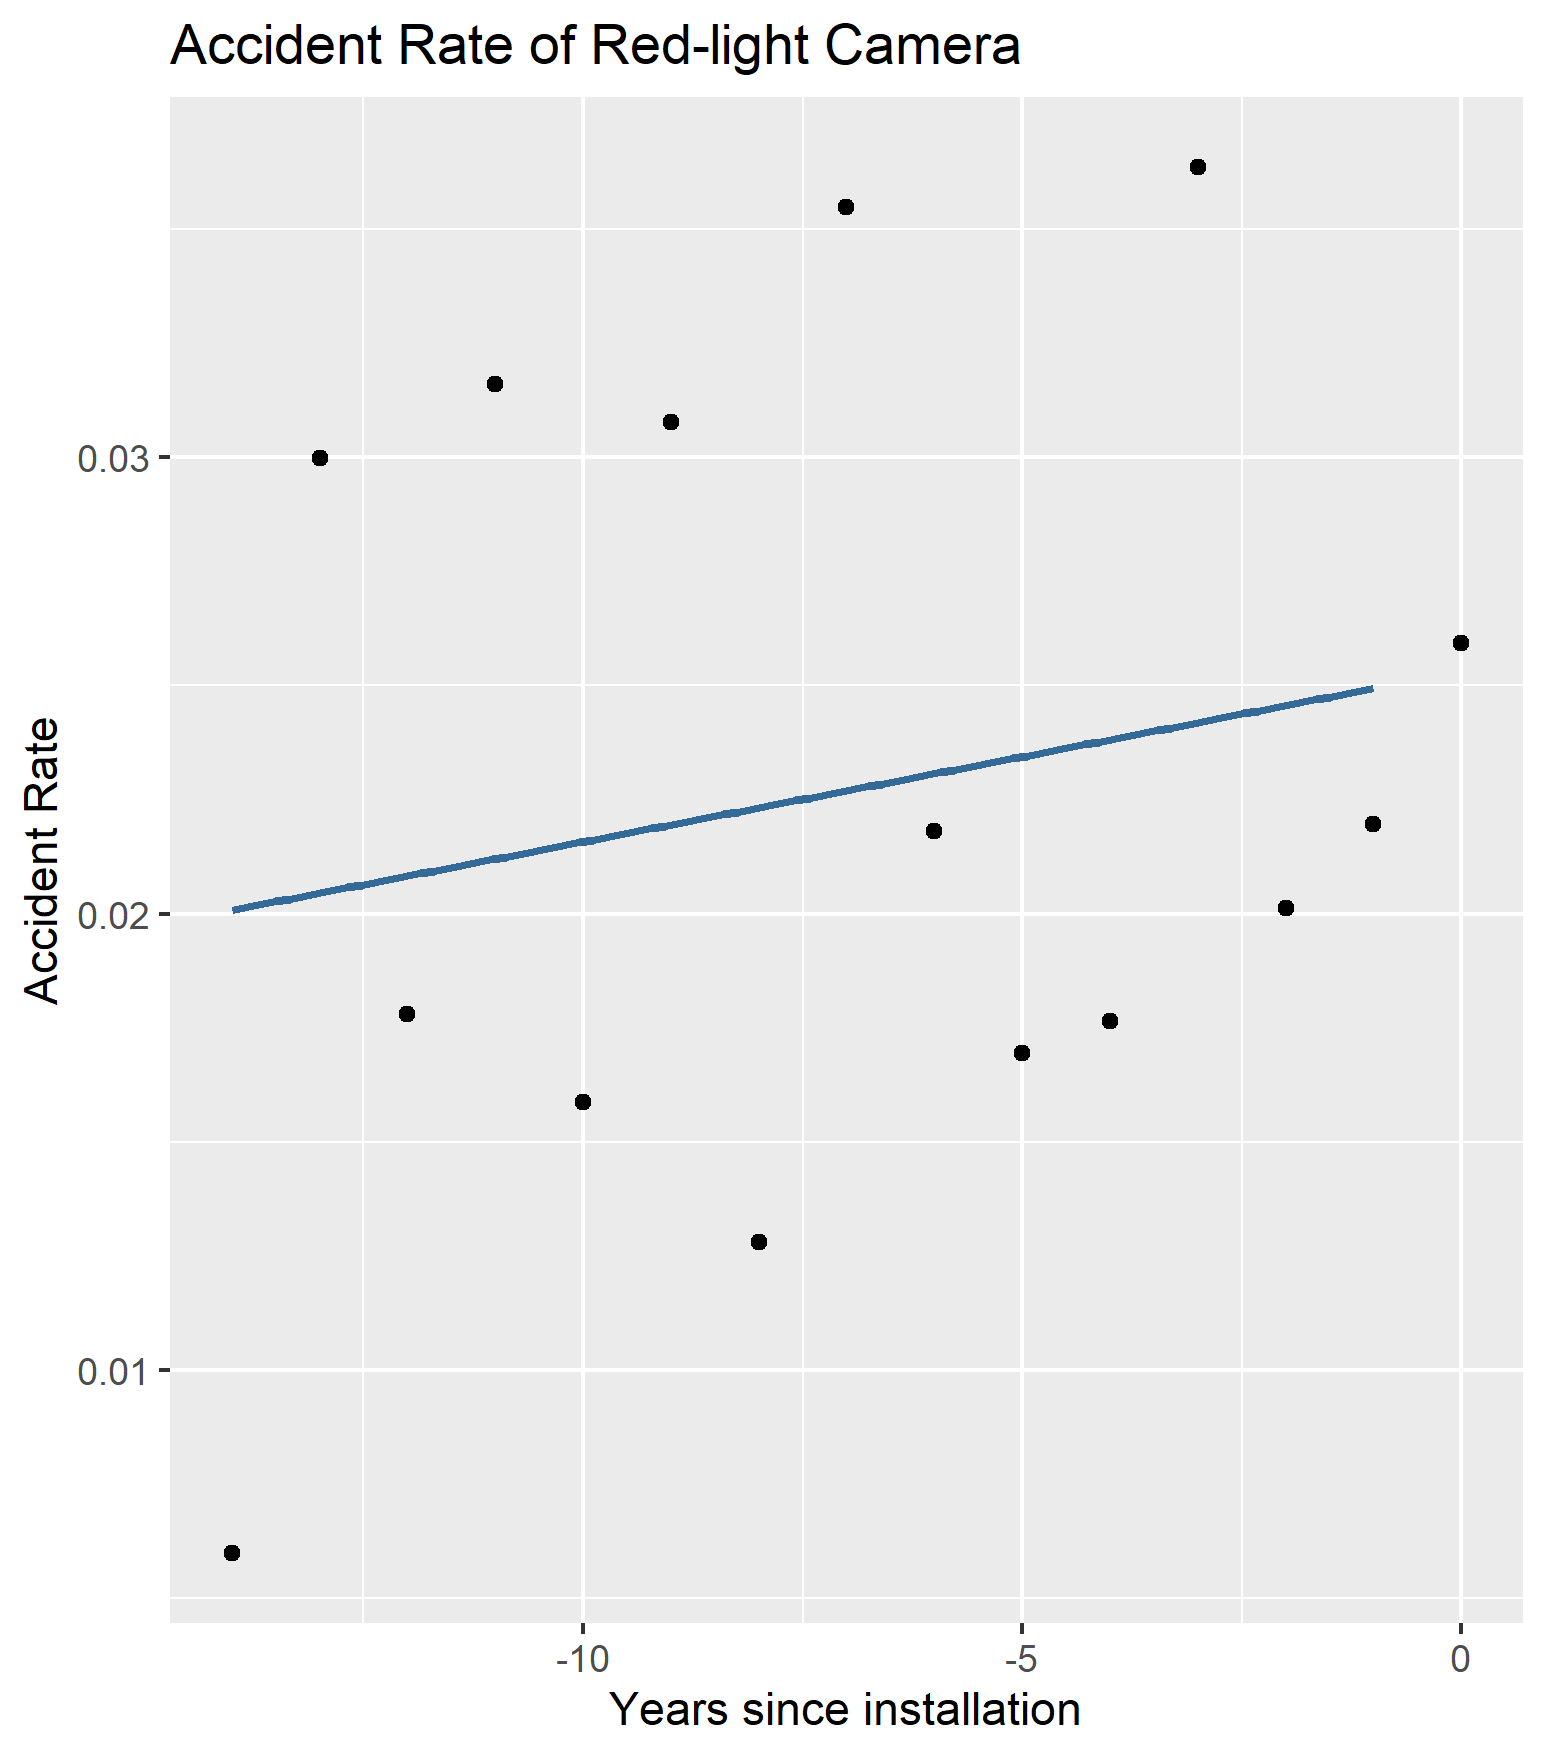 Accident Rate of Red-light Camera
Accident Rate
0.03
0.02
0.01
-10
-5
0
Years since installation